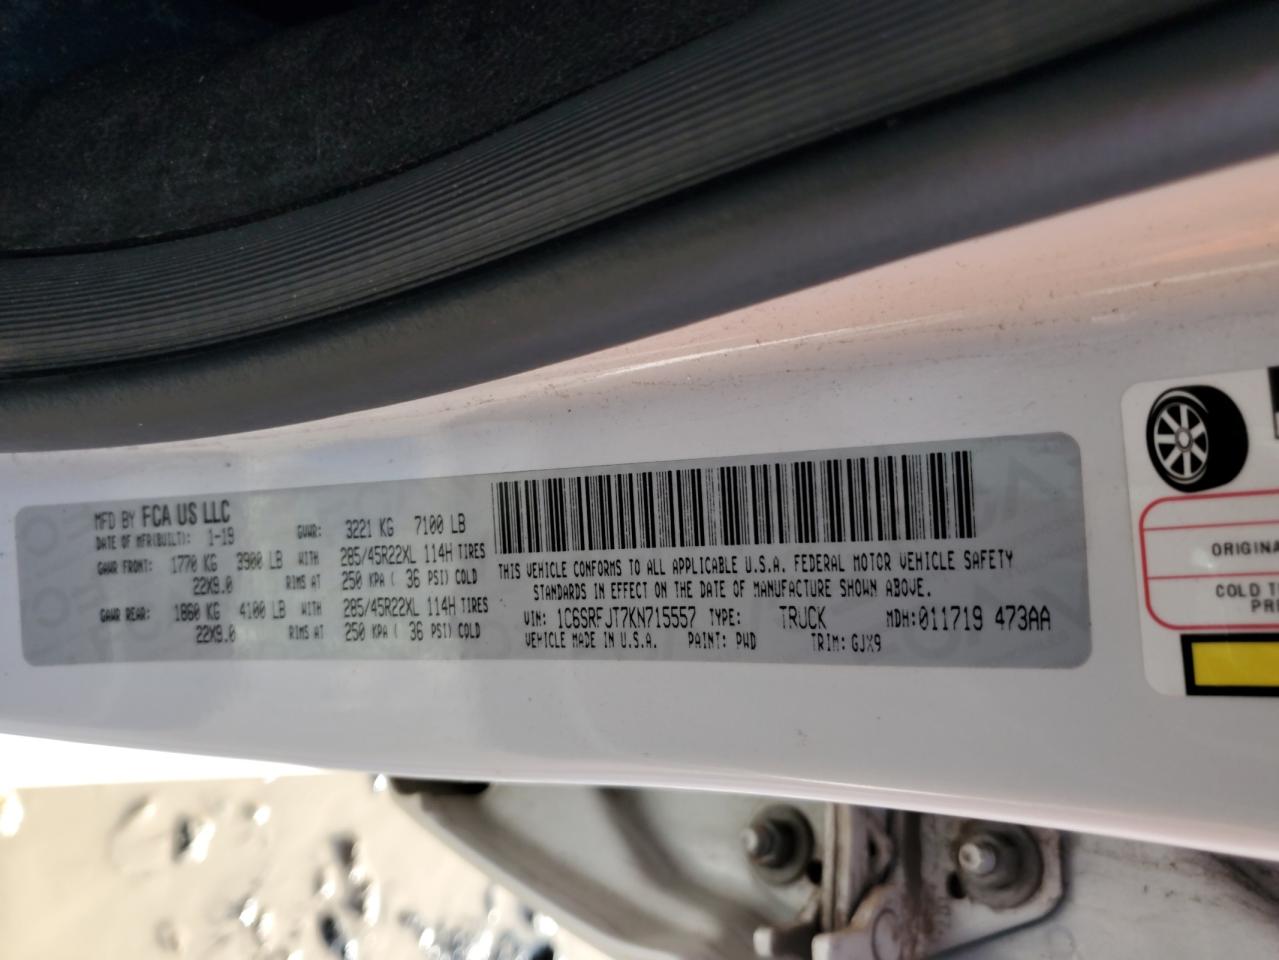 MFD BY FCA US LLC
DATE OF MFR(BUILT): 1-19 GVWR: 3221 KG 7100 LB
GAWR FRONT: 1770 KG 3900 LB WITH 285/45R22XL 114H TIRES
22X9.0 RIMS AT 250 KPA ( 36 PSI) COLD
GAWR REAR: 1860 KG 4100 LB WITH 285/45R22XL 114H TIRES
22X9.0 RIMS AT 250 KPA ( 36 PSI) COLD
THIS VEHICLE CONFORMS TO ALL APPLICABLE U.S.A. FEDERAL MOTOR VEHICLE SAFETY
STANDARDS IN EFFECT ON THE DATE OF MANUFACTURE SHOWN ABOVE.
VIN: 1C6SRFJT7KN715557 TYPE: TRUCK MDH: 011719 473AA
VEHICLE MADE IN U.S.A. PAINT: PWD TRIM: GJX9
ORIGINA
COLD T
PRE